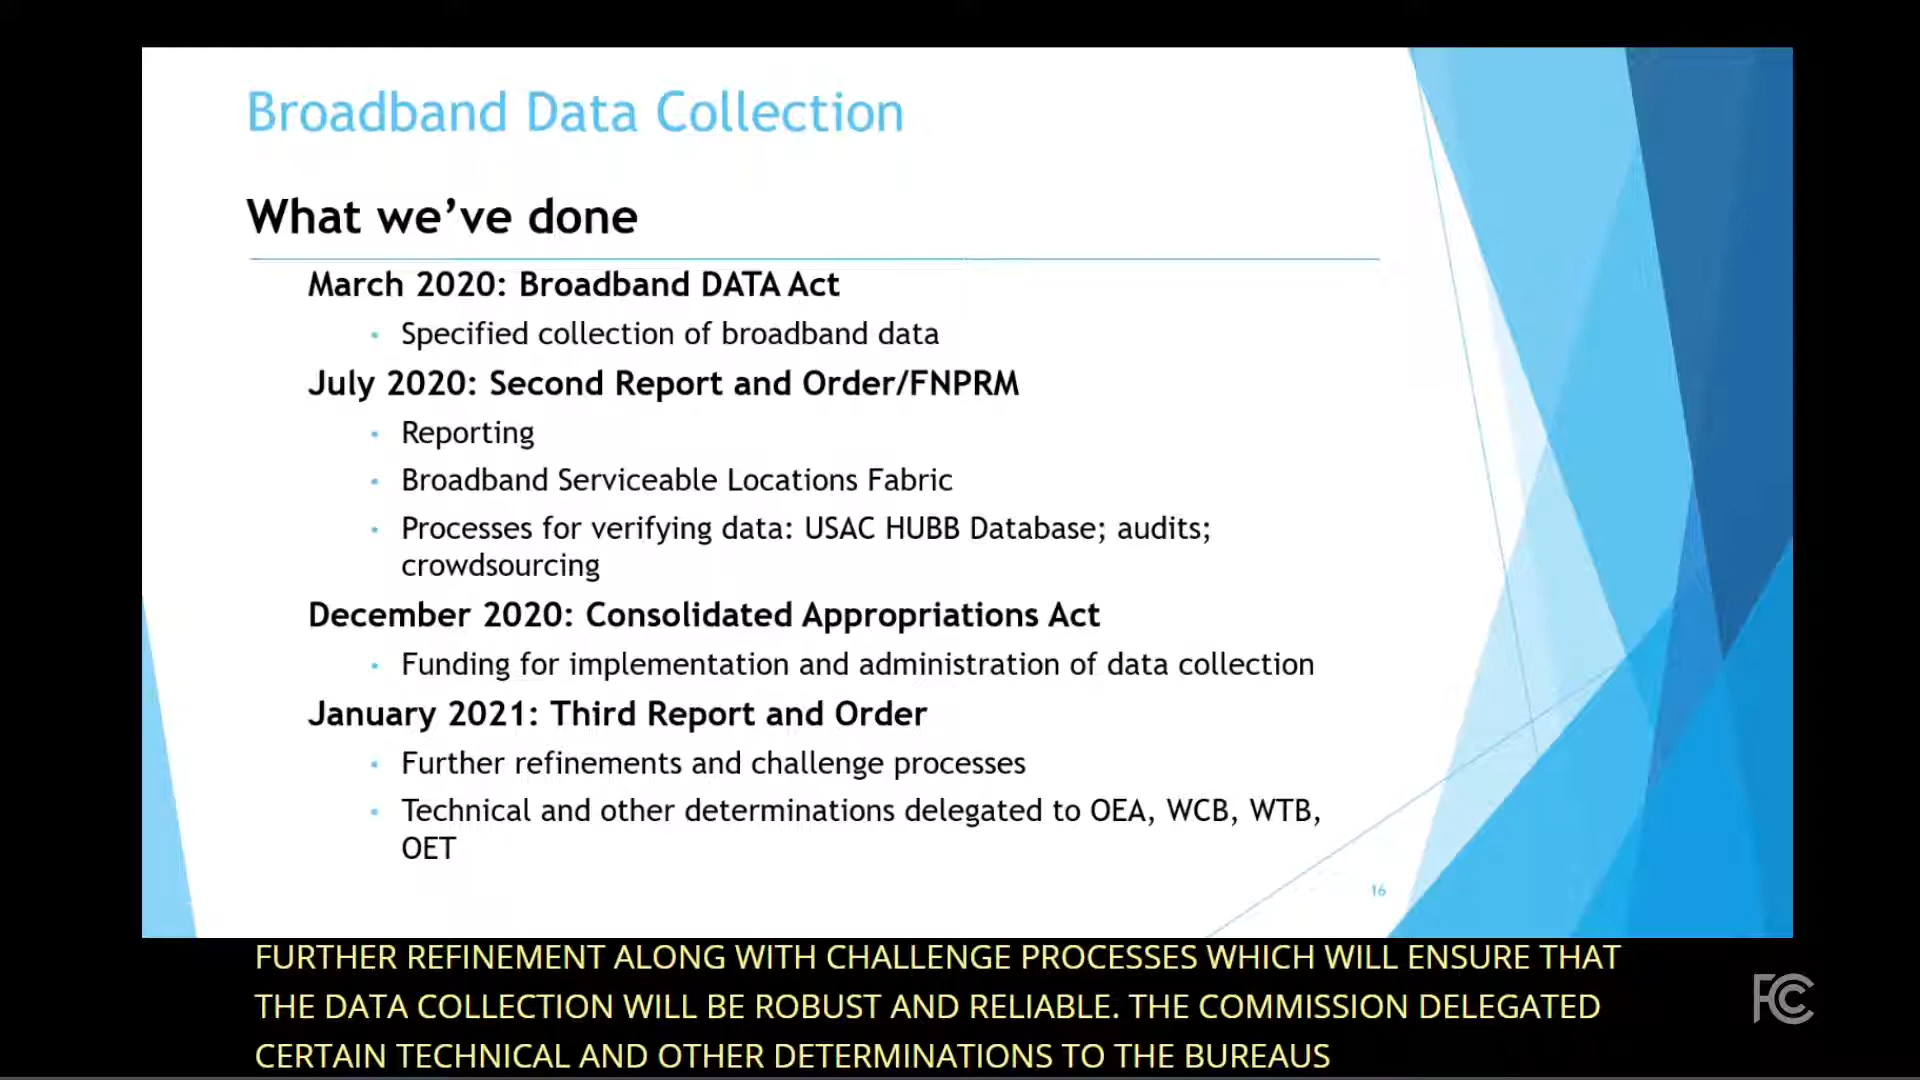 Broadband Data Collection
What we’ve done
March 2020: Broadband DATA Act
• Specified collection of broadband data
July 2020: Second Report and Order/FNPRM
• Reporting
• Broadband Serviceable Locations Fabric
• Processes for verifying data: USAC HUBB Database; audits;
crowdsourcing
December 2020: Consolidated Appropriations Act
• Funding for implementation and administration of data collection
January 2021: Third Report and Order
• Further refinements and challenge processes
• Technical and other determinations delegated to OEA, WCB, WTB,
OET
16
FURTHER REFINEMENT ALONG WITH CHALLENGE PROCESSES WHICH WILL ENSURE THAT
THE DATA COLLECTION WILL BE ROBUST AND RELIABLE. THE COMMISSION DELEGATED
CERTAIN TECHNICAL AND OTHER DETERMINATIONS TO THE BUREAUS
FCC